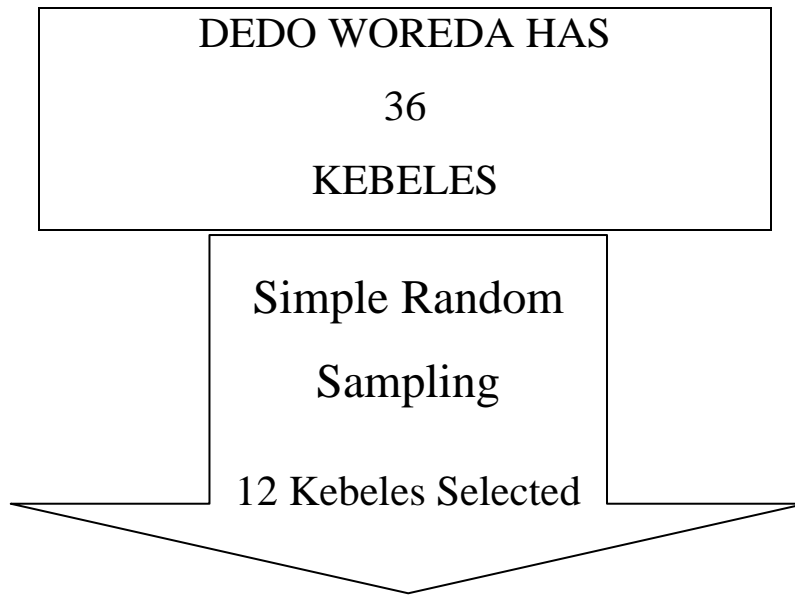 DEDO WOREDA HAS
36
KEBELES
Simple Random
Sampling
12 Kebeles Selected